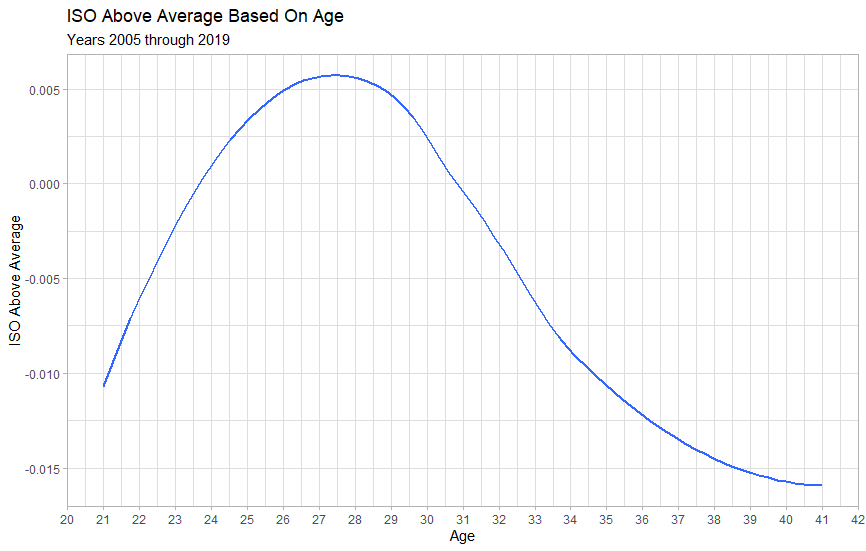 ISO Above Average Based On Age
Years 2005 through 2019
ISO Above Average
0.005
0.000
-0.005
-0.010
-0.015
20 21 22 23 24 25 26 27 28 29 30 31 32 33 34 35 36 37 38 39 40 41 42
Age